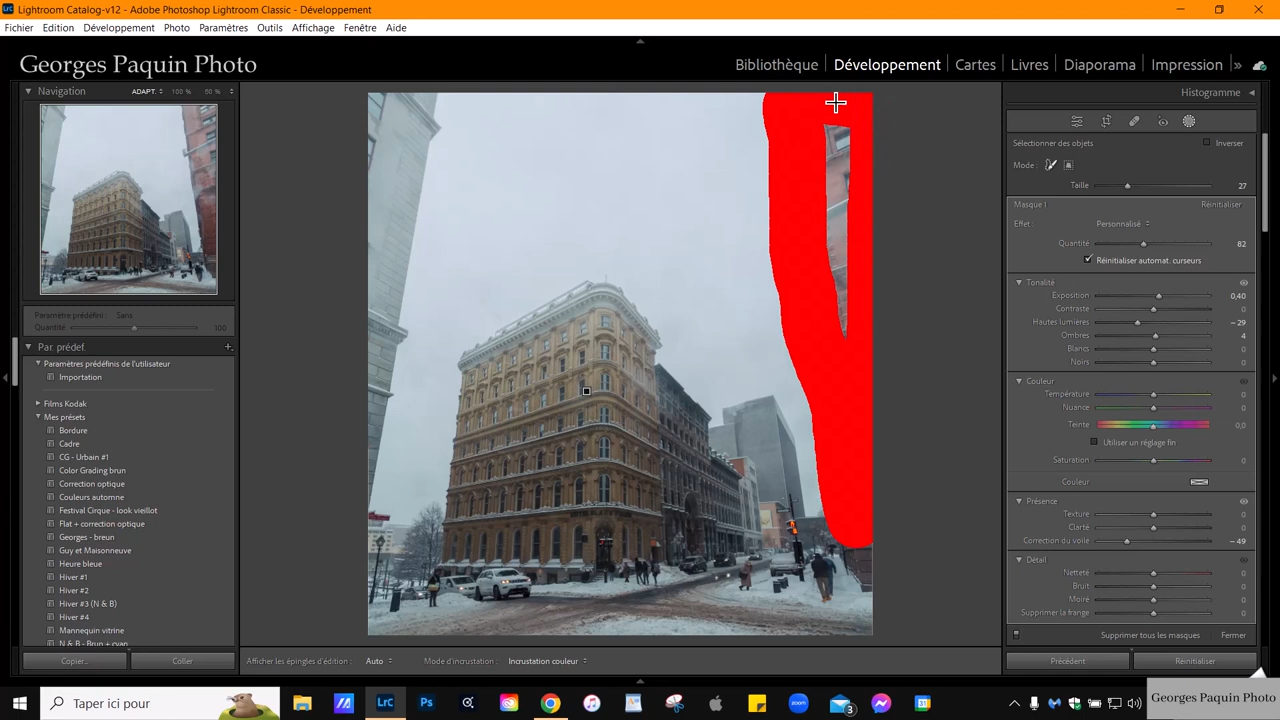 Lightroom Catalog-v12 - Adobe Photoshop Lightroom Classic - Développement
Fichier Edition Développement Photo Paramètres Outils Affichage Fenêtre Aide
Georges Paquin Photo
Bibliothèque Développement Cartes Livres Diaporama Impression
Navigation ADAPT. 100 % 50 %
Histogramme
Sélectionner des objets Inverser
Mode :
Taille 27
Masque 1 Réinitialiser
Effet : Personnalisé
Quantité 82
Réinitialiser automat. curseurs
Tonalité
Exposition 0,40
Contraste 0
Hautes lumières – 29
Ombres 4
Blancs 0
Noirs 0
Couleur
Température 0
Nuance 0
Teinte 0,0
Utiliser un réglage fin
Saturation 0
Couleur
Présence
Texture 0
Clarté 0
Correction du voile – 49
Détail
Netteté 0
Bruit 0
Moiré 0
Supprimer la frange 0
Supprimer tous les masques Fermer
Précédent Réinitialiser
Paramètre prédéfini : Sans
Quantité 100
Par. prédéf.
Paramètres prédéfinis de l'utilisateur
Importation
Films Kodak
Mes présets
Bordure
Cadre
CG - Urbain #1
Color Grading brun
Correction optique
Couleurs automne
Festival Cirque - look vieillot
Flat + correction optique
Georges - breun
Guy et Maisonneuve
Heure bleue
Hiver #1
Hiver #2
Hiver #3 (N & B)
Hiver #4
Mannequin vitrine
N & B - Brun + cyan
Copier... Coller
Afficher les épingles d'édition : Auto Mode d'incrustation : Incrustation couleur
Taper ici pour LrC Ps zoom 3
Georges Paquin Photo